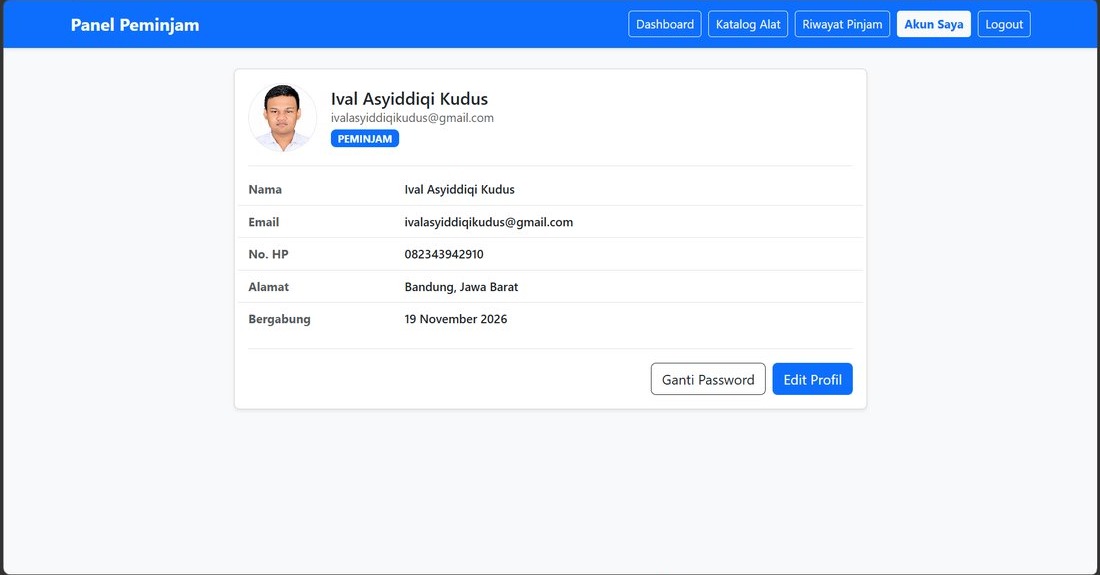 Panel Peminjam
Dashboard
Katalog Alat
Riwayat Pinjam
Akun Saya
Logout
Ival Asyiddiqi Kudus
ivalasyiddiqikudus@gmail.com
PEMINJAM
Nama Ival Asyiddiqi Kudus
Email ivalasyiddiqikudus@gmail.com
No. HP 082343942910
Alamat Bandung, Jawa Barat
Bergabung 19 November 2026
Ganti Password
Edit Profil